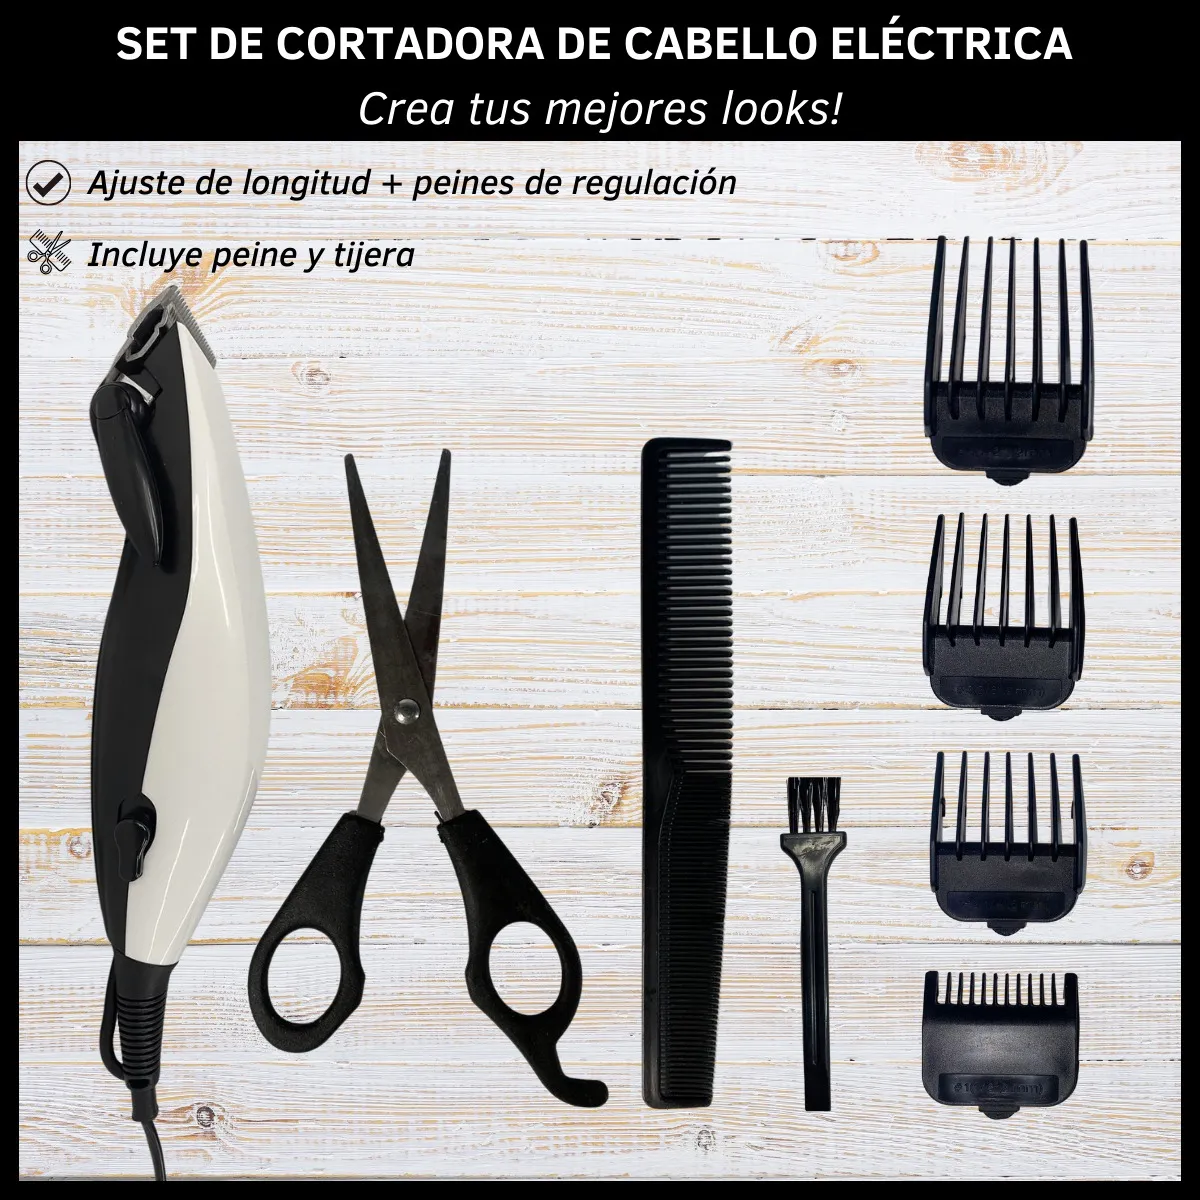 SET DE CORTADORA DE CABELLO ELÉCTRICA
Crea tus mejores looks!
Ajuste de longitud + peines de regulación
Incluye peine y tijera